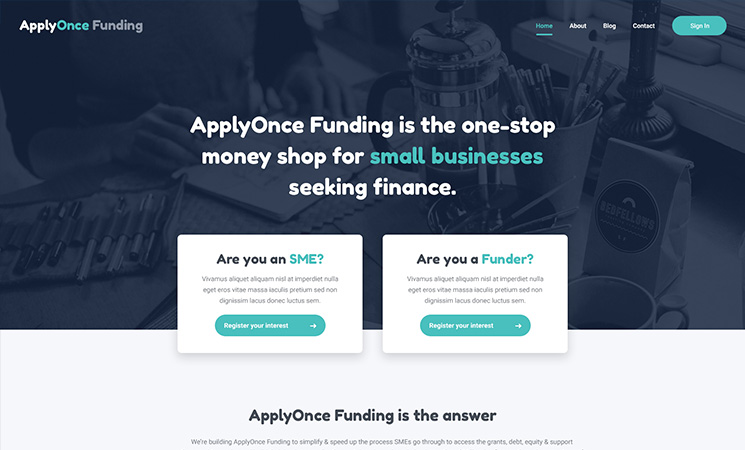 ApplyOnce Funding
Home About Blog Contact Sign In
ApplyOnce Funding is the one-stop
money shop for small businesses
seeking finance.
BEDFELLOWS
Are you an SME?
Vivamus aliquet aliquam nisl at imperdiet nulla
eget eros vitae massa iaculis pretium sed non
dignissim lacus donec luctus sem.
Register your interest
Are you a Funder?
Vivamus aliquet aliquam nisl at imperdiet nulla
eget eros vitae massa iaculis pretium sed non
dignissim lacus donec luctus sem.
Register your interest
ApplyOnce Funding is the answer
We're building ApplyOnce Funding to simplify & speed up the process SMEs go through to access the grants, debt, equity & support